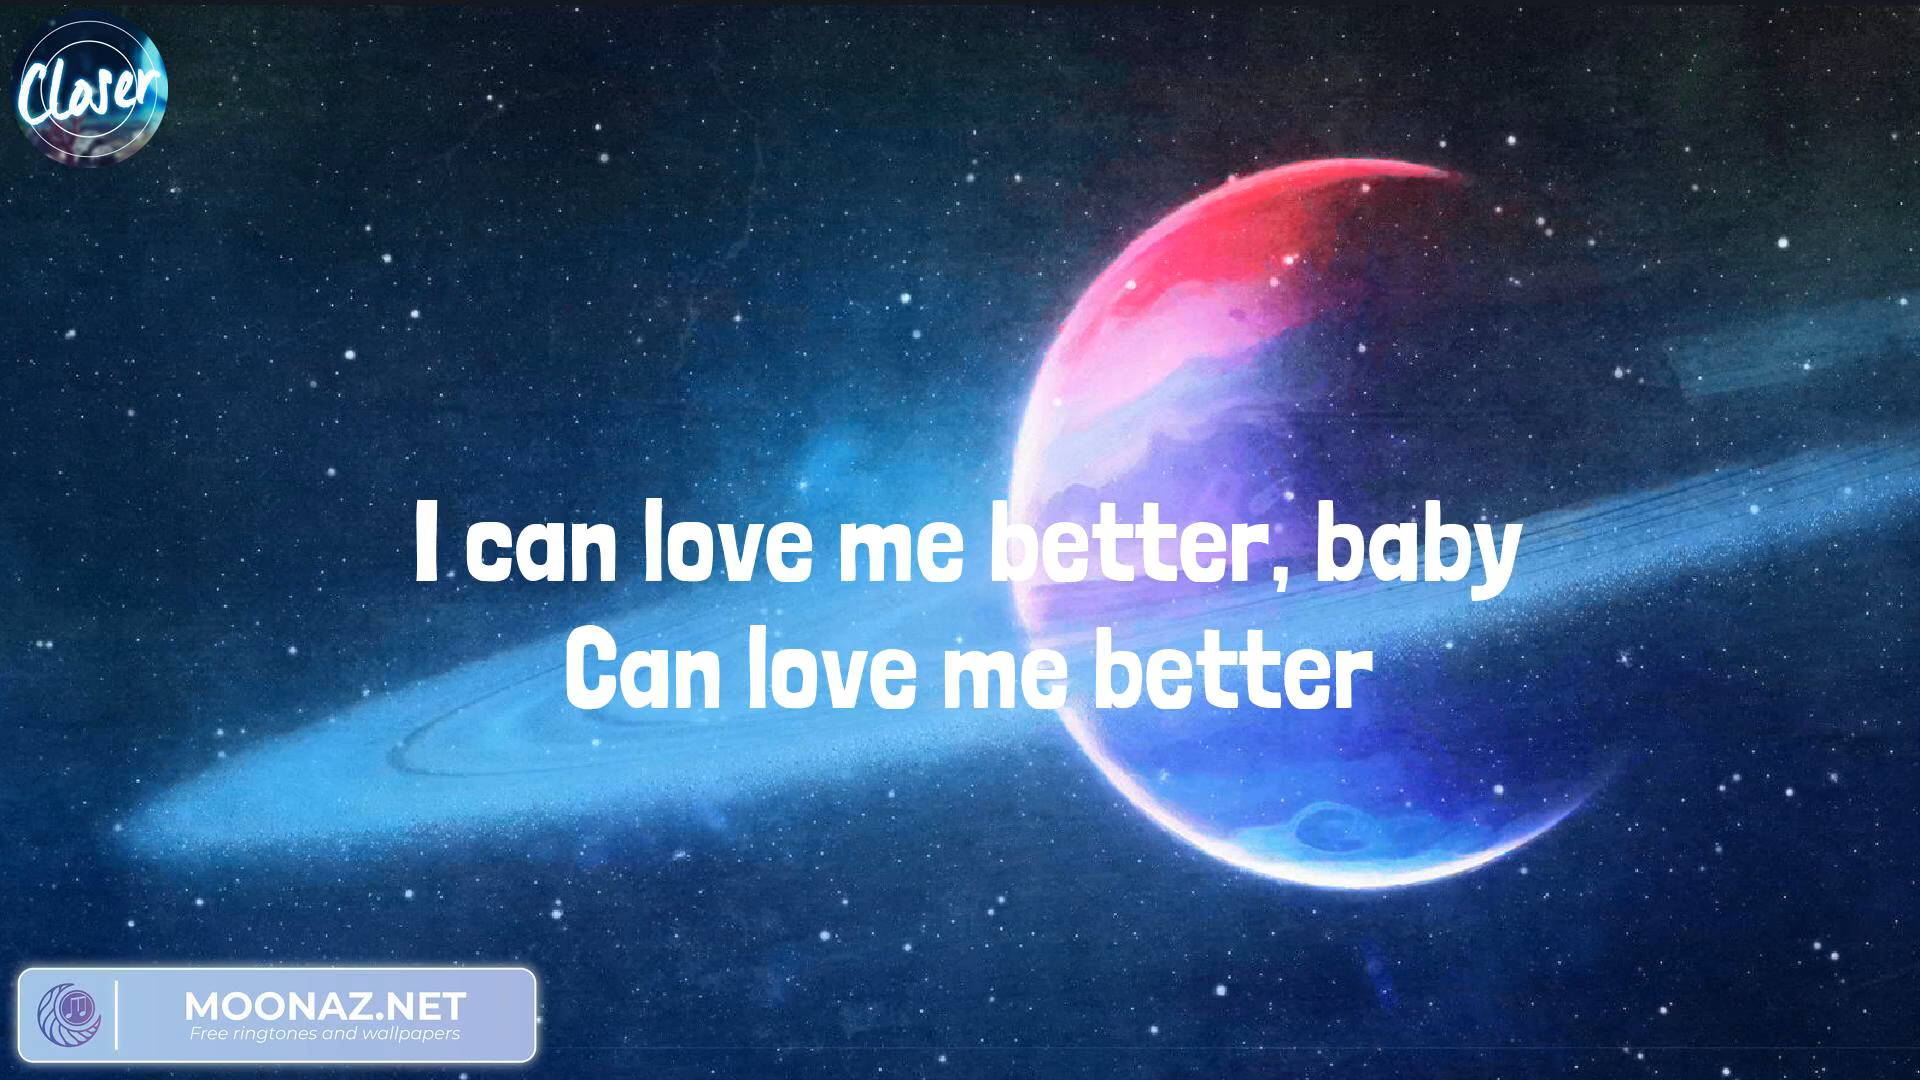 Closer
I can love me better, baby
Can love me better
MOONAZ.NET
Free ringtones and wallpapers